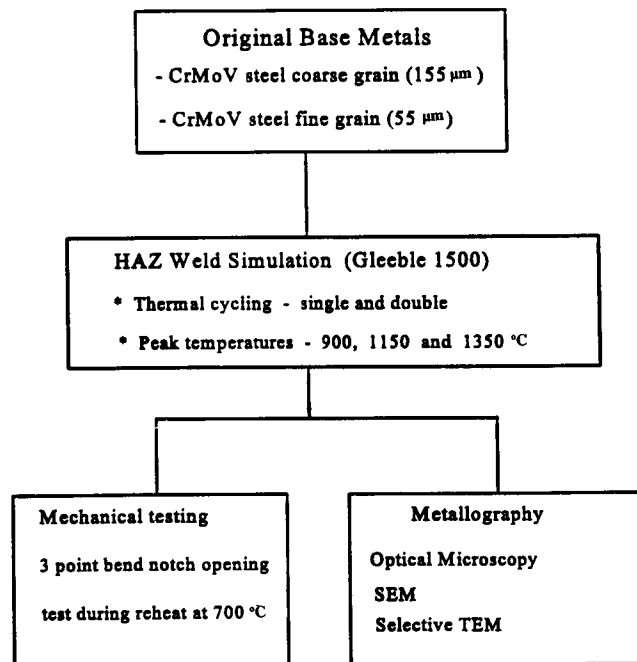 Original Base Metals
- CrMoV steel coarse grain (155 μm)
- CrMoV steel fine grain (55 μm)
HAZ Weld Simulation (Gleeble 1500)
* Thermal cycling - single and double
* Peak temperatures - 900, 1150 and 1350 °C
Mechanical testing
3 point bend notch opening
test during reheat at 700 °C
Metallography
Optical Microscopy
SEM
Selective TEM